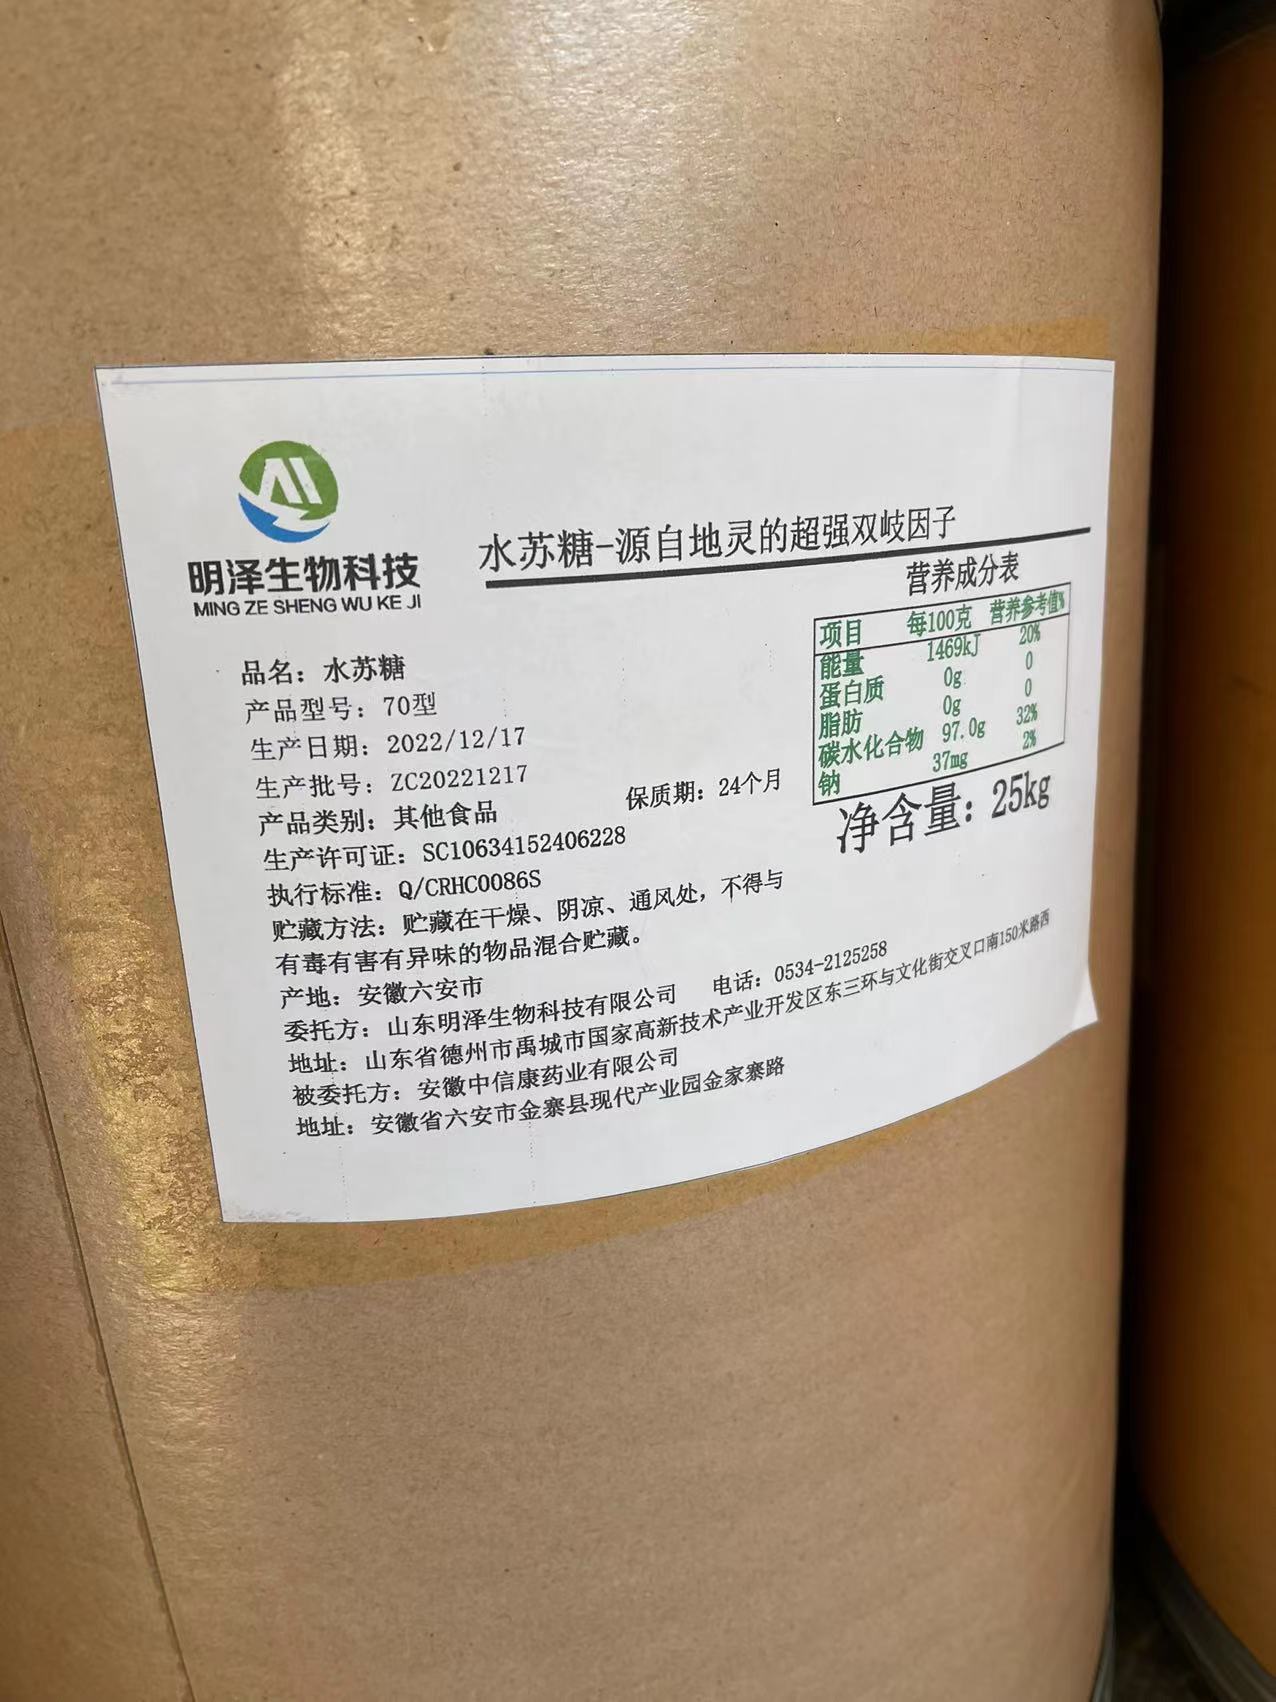 明泽生物科技
MING ZE SHENG WU KE JI
水苏糖-源自地灵的超强双歧因子
营养成分表
项目 每100克 营养参考值%
能量 1469kJ 20%
蛋白质 0g 0
脂肪 0g 0
碳水化合物 97.0g 32%
钠 37mg 2%
净含量：25kg
品名：水苏糖
产品型号：70型
生产日期：2022/12/17
生产批号：ZC20221217
产品类别：其他食品 保质期：24个月
生产许可证：SC10634152406228
执行标准：Q/CRHC0086S
贮藏方法：贮藏在干燥、阴凉、通风处，不得与
有毒有害有异味的物品混合贮藏。
产地：安徽六安市
委托方：山东明泽生物科技有限公司 电话：0534-2125258
地址：山东省德州市禹城市国家高新技术产业开发区东三环与文化街交叉口南150米路西
被委托方：安徽中信康药业有限公司
地址：安徽省六安市金寨县现代产业园金家寨路